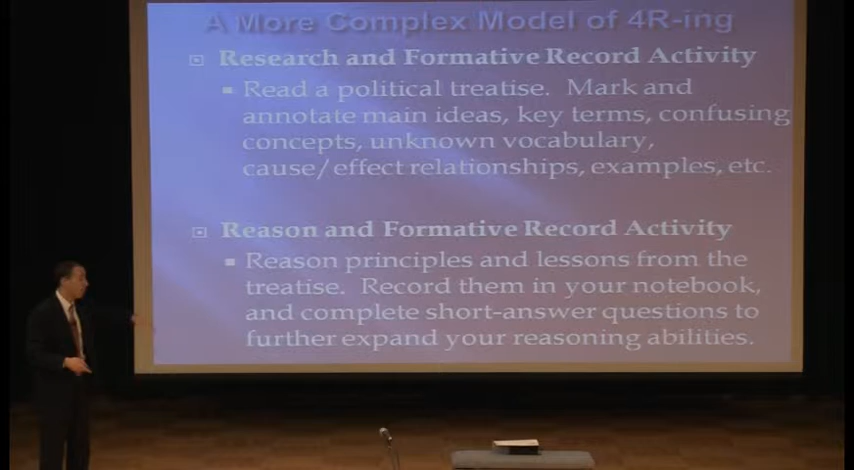 A More Complex Model of 4R-ing
Research and Formative Record Activity
Read a political treatise. Mark and
annotate main ideas, key terms, confusing
concepts, unknown vocabulary,
cause/effect relationships, examples, etc.
Reason and Formative Record Activity
Reason principles and lessons from the
treatise. Record them in your notebook,
and complete short-answer questions to
further expand your reasoning abilities.